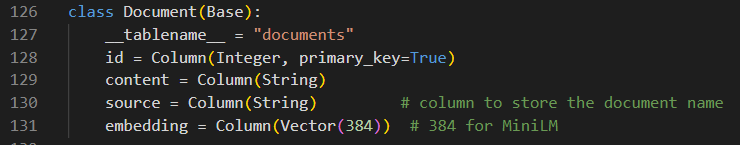 126 class Document(Base):
127     __tablename__ = "documents"
128     id = Column(Integer, primary_key=True)
129     content = Column(String)
130     source = Column(String)        # column to store the document name
131     embedding = Column(Vector(384))  # 384 for MiniLM